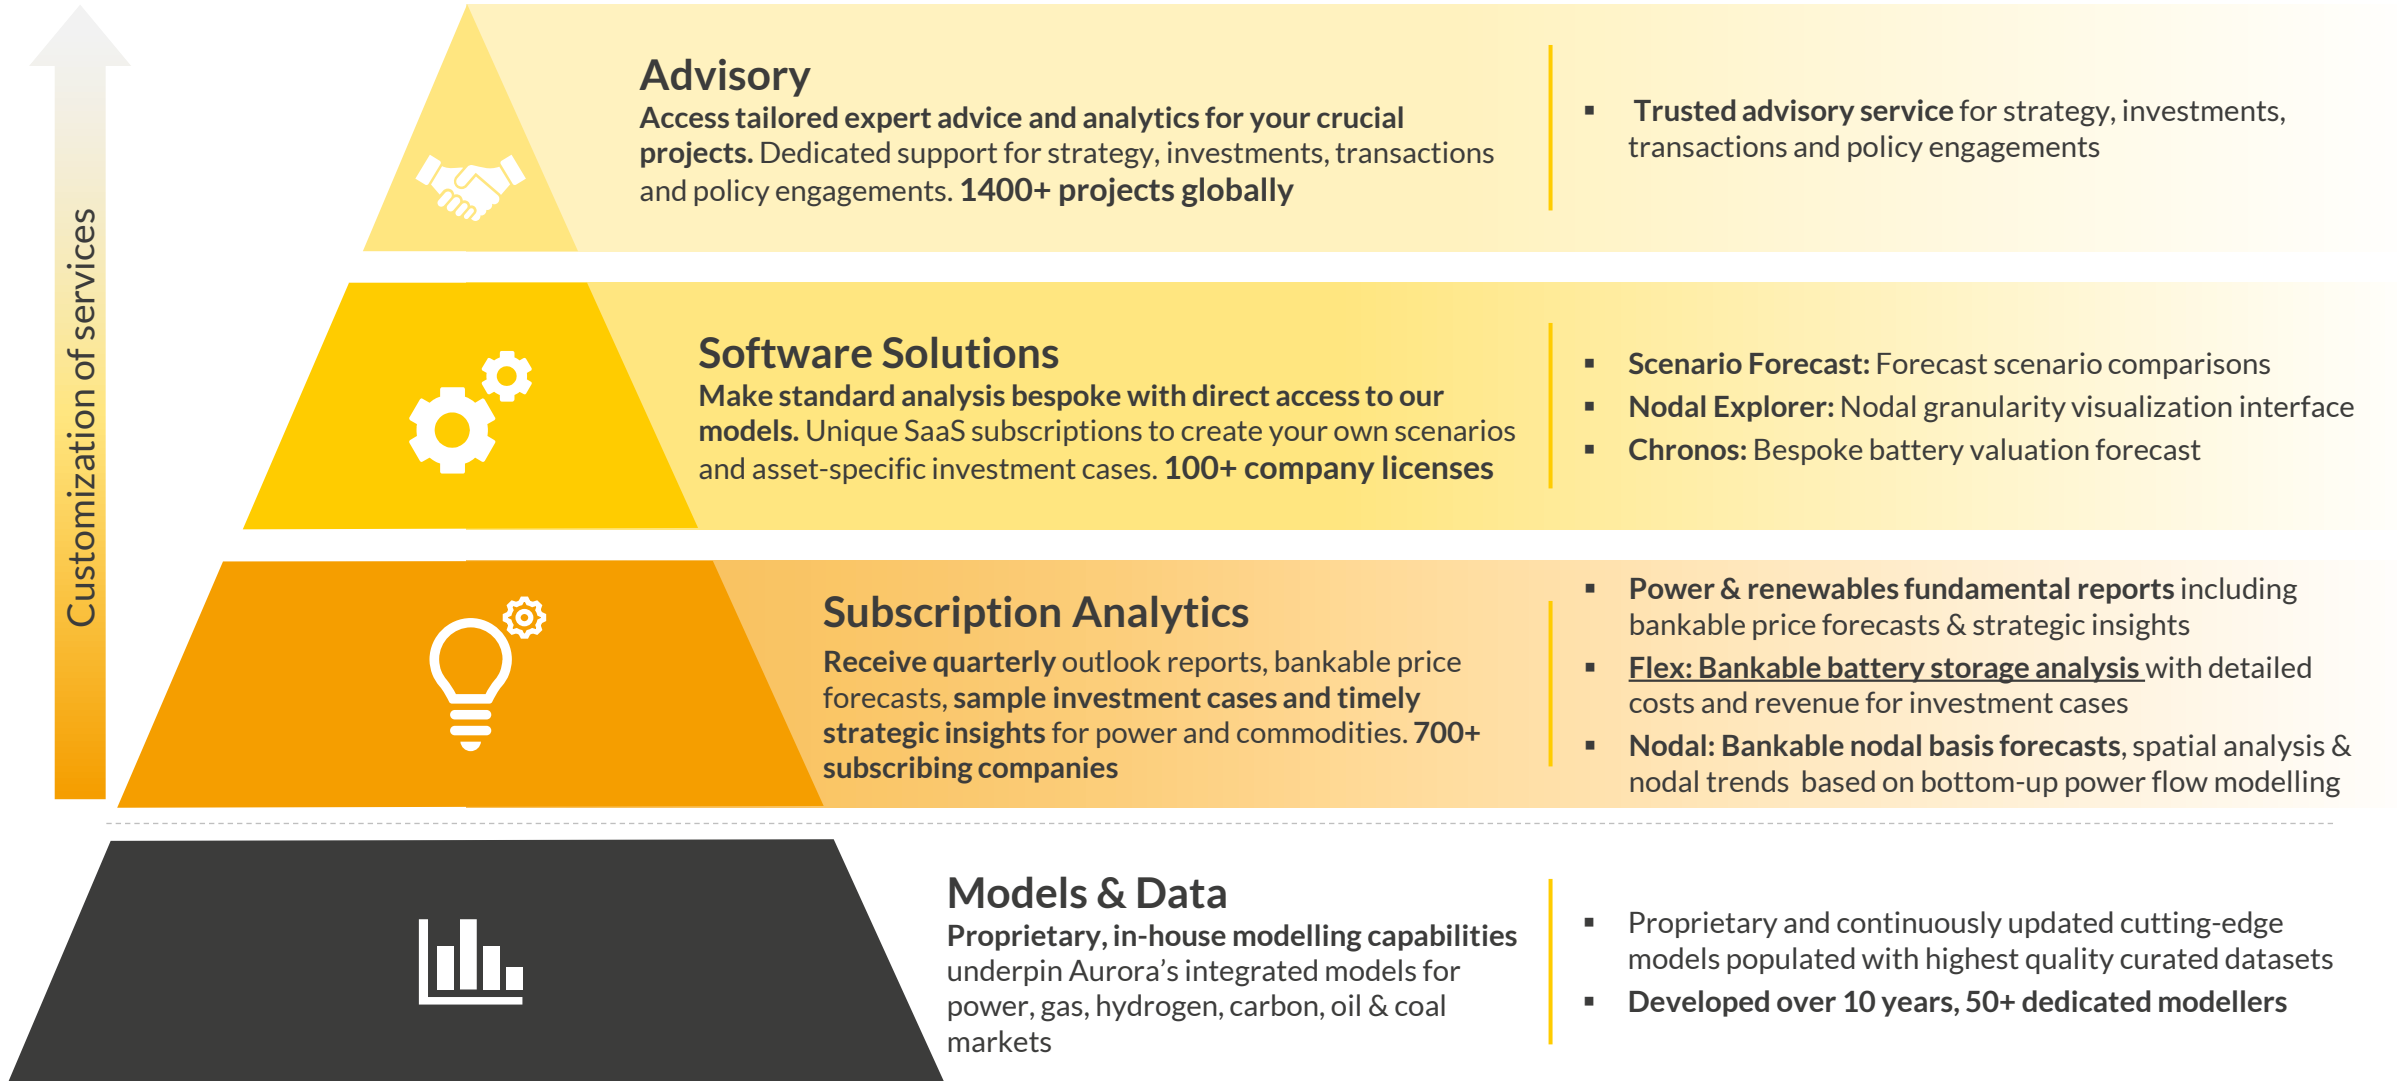 Customization of services
Advisory
Access tailored expert advice and analytics for your crucial
projects. Dedicated support for strategy, investments, transactions
and policy engagements. 1400+ projects globally
▪ Trusted advisory service for strategy, investments,
transactions and policy engagements
Software Solutions
Make standard analysis bespoke with direct access to our
models. Unique SaaS subscriptions to create your own scenarios
and asset-specific investment cases. 100+ company licenses
▪ Scenario Forecast: Forecast scenario comparisons
▪ Nodal Explorer: Nodal granularity visualization interface
▪ Chronos: Bespoke battery valuation forecast
Subscription Analytics
Receive quarterly outlook reports, bankable price
forecasts, sample investment cases and timely
strategic insights for power and commodities. 700+
subscribing companies
▪ Power & renewables fundamental reports including
bankable price forecasts & strategic insights
▪ Flex: Bankable battery storage analysis with detailed
costs and revenue for investment cases
▪ Nodal: Bankable nodal basis forecasts, spatial analysis &
nodal trends based on bottom-up power flow modelling
Models & Data
Proprietary, in-house modelling capabilities
underpin Aurora’s integrated models for
power, gas, hydrogen, carbon, oil & coal
markets
▪ Proprietary and continuously updated cutting-edge
models populated with highest quality curated datasets
▪ Developed over 10 years, 50+ dedicated modellers